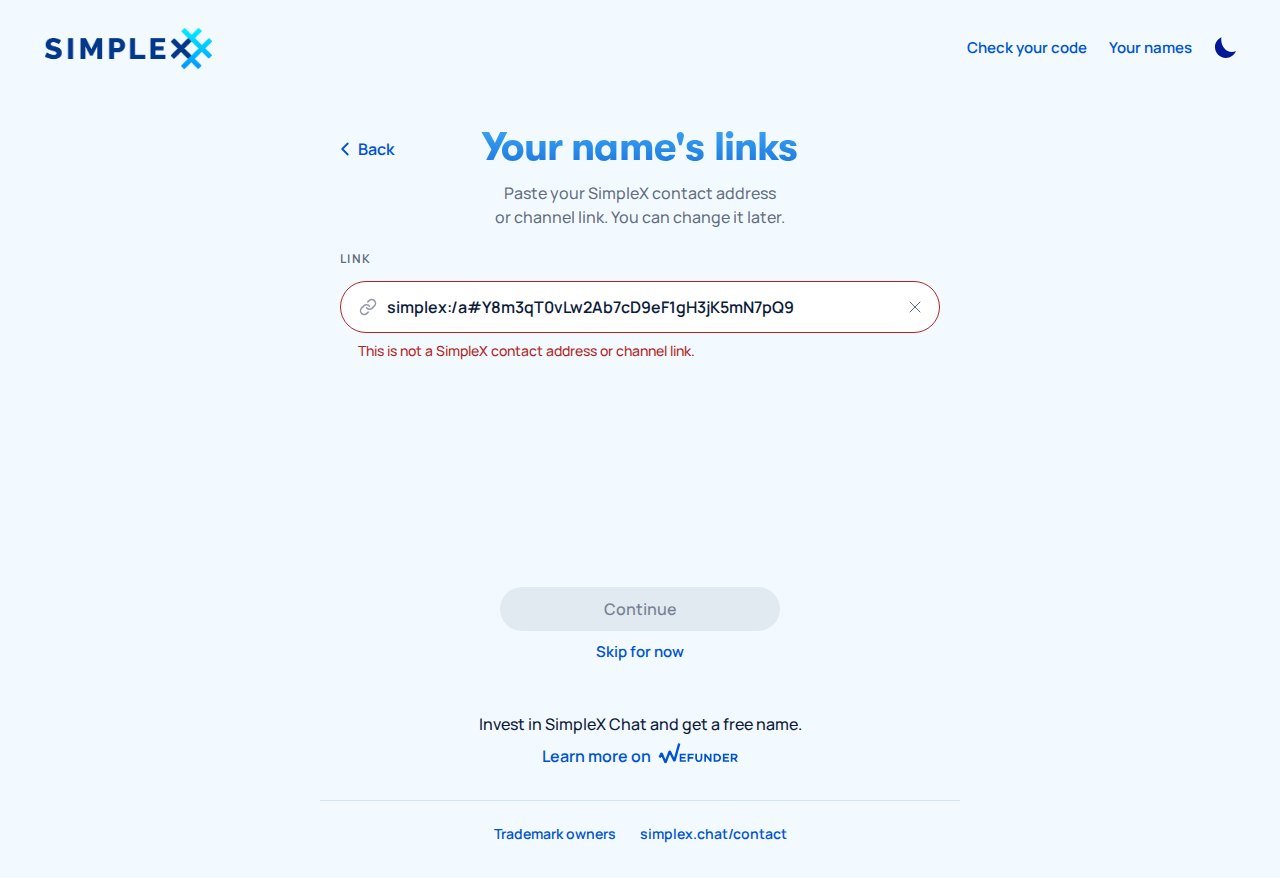 SIMPLEX
Check your code
Your names
Back
Your name's links
Paste your SimpleX contact address
or channel link. You can change it later.
LINK
simplex:/a#Y8m3qT0vLw2Ab7cD9eF1gH3jK5mN7pQ9
This is not a SimpleX contact address or channel link.
Continue
Skip for now
Invest in SimpleX Chat and get a free name.
Learn more on WEFUNDER
Trademark owners
simplex.chat/contact